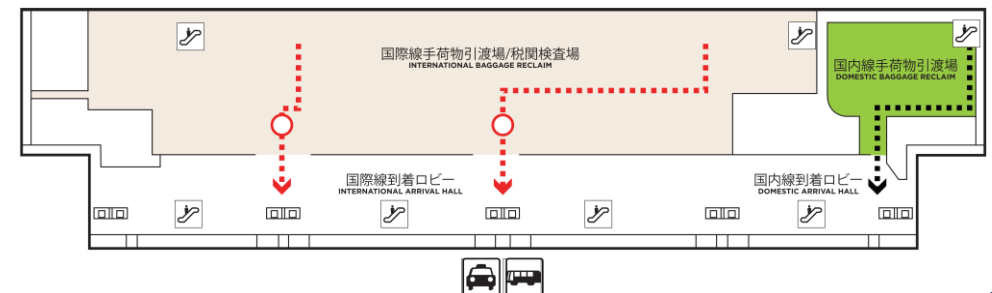 国際線手荷物引渡場/税関検査場
INTERNATIONAL BAGGAGE RECLAIM
国内線手荷物引渡場
DOMESTIC BAGGAGE RECLAIM
国際線到着ロビー
INTERNATIONAL ARRIVAL HALL
国内線到着ロビー
DOMESTIC ARRIVAL HALL